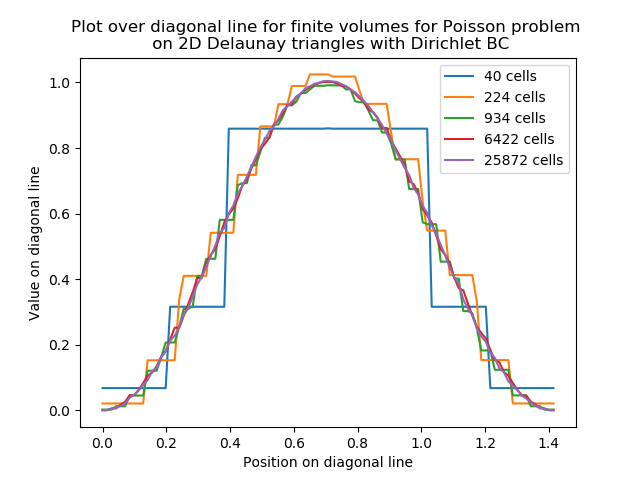 Plot over diagonal line for finite volumes for Poisson problem
on 2D Delaunay triangles with Dirichlet BC
40 cells
224 cells
934 cells
6422 cells
25872 cells
Value on diagonal line
1.0
0.8
0.6
0.4
0.2
0.0
0.0 0.2 0.4 0.6 0.8 1.0 1.2 1.4
Position on diagonal line